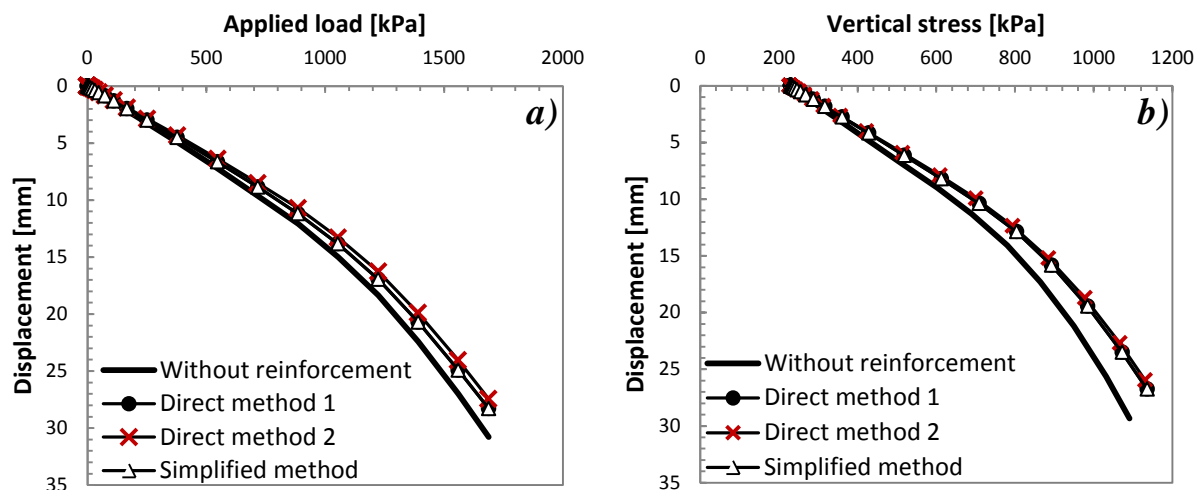 Applied load [kPa]
0 500 1000 1500 2000
0
5
10
15
20
25
30
35
Displacement [mm]
a)
Without reinforcement
Direct method 1
Direct method 2
Simplified method
Vertical stress [kPa]
0 200 400 600 800 1000 1200
0
5
10
15
20
25
30
35
Displacement [mm]
b)
Without reinforcement
Direct method 1
Direct method 2
Simplified method